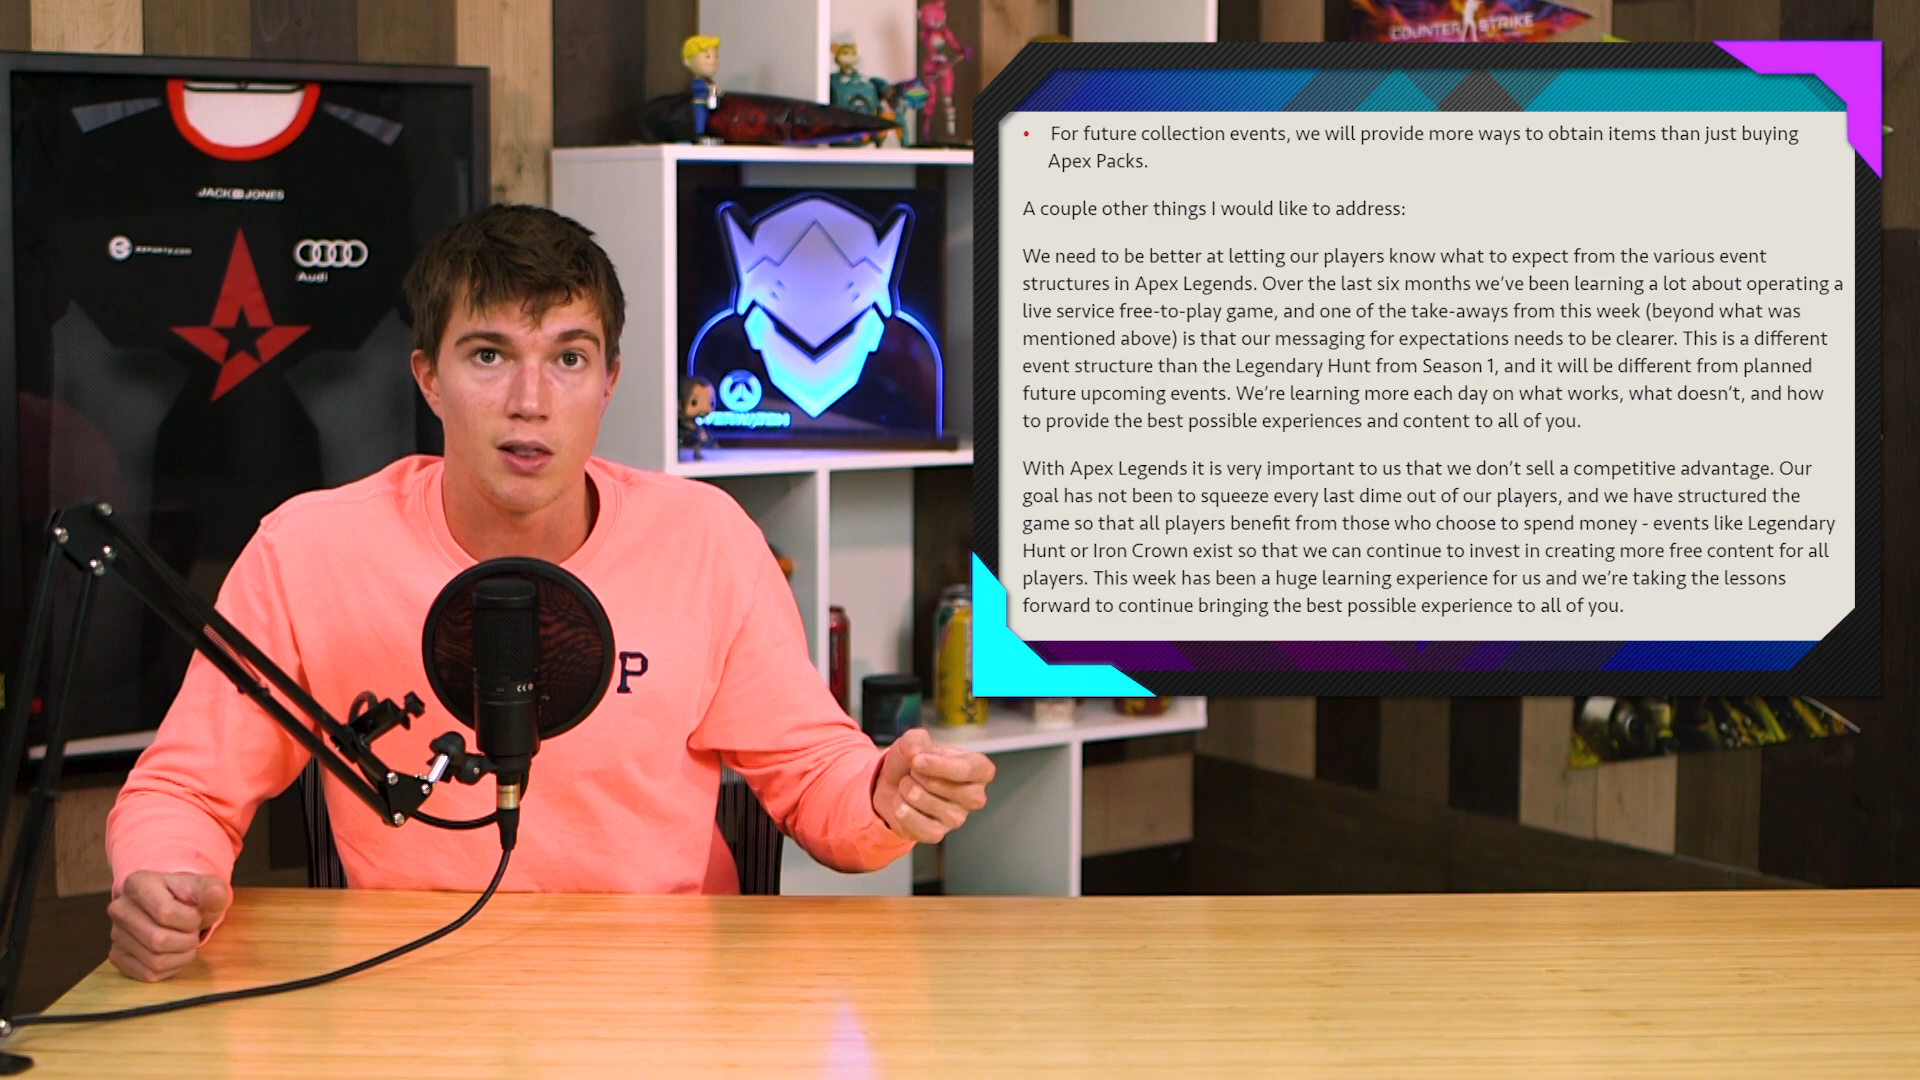 COUNTER STRIKE
JACK JONES
Audi
OVERWATCH
P
CE
• For future collection events, we will provide more ways to obtain items than just buying
Apex Packs.
A couple other things I would like to address:
We need to be better at letting our players know what to expect from the various event
structures in Apex Legends. Over the last six months we’ve been learning a lot about operating a
live service free-to-play game, and one of the take-aways from this week (beyond what was
mentioned above) is that our messaging for expectations needs to be clearer. This is a different
event structure than the Legendary Hunt from Season 1, and it will be different from planned
future upcoming events. We’re learning more each day on what works, what doesn’t, and how
to provide the best possible experiences and content to all of you.
With Apex Legends it is very important to us that we don’t sell a competitive advantage. Our
goal has not been to squeeze every last dime out of our players, and we have structured the
game so that all players benefit from those who choose to spend money - events like Legendary
Hunt or Iron Crown exist so that we can continue to invest in creating more free content for all
players. This week has been a huge learning experience for us and we’re taking the lessons
forward to continue bringing the best possible experience to all of you.